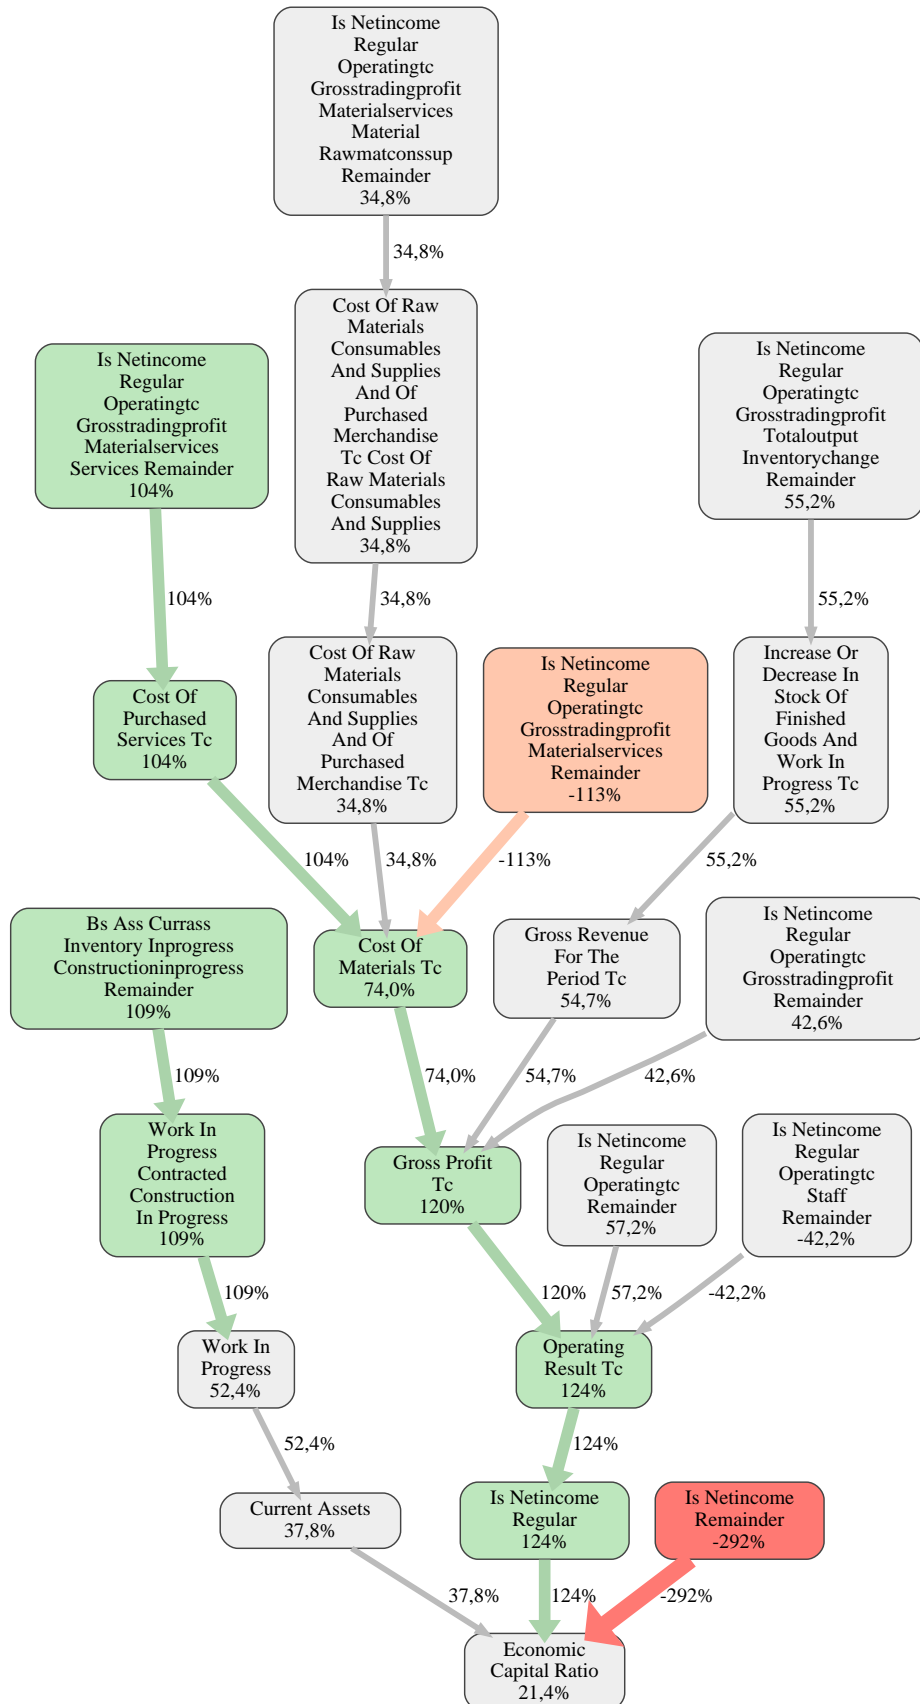 Is Netincome
Regular
Operatingtc
Grosstradingprofit
Materialservices
Material
Rawmatconssup
Remainder
34,8%
34,8%
Cost Of Raw
Materials
Consumables
And Supplies
And Of
Purchased
Merchandise
Tc Cost Of
Raw Materials
Consumables
And Supplies
34,8%
Is Netincome
Regular
Operatingtc
Grosstradingprofit
Materialservices
Services Remainder
104%
Is Netincome
Regular
Operatingtc
Grosstradingprofit
Totaloutput
Inventorychange
Remainder
55,2%
104%
34,8%
55,2%
Cost Of
Purchased
Services Tc
104%
Cost Of Raw
Materials
Consumables
And Supplies
And Of
Purchased
Merchandise Tc
34,8%
Is Netincome
Regular
Operatingtc
Grosstradingprofit
Materialservices
Remainder
-113%
Increase Or
Decrease In
Stock Of
Finished
Goods And
Work In
Progress Tc
55,2%
104%
34,8%
-113%
55,2%
Bs Ass Currass
Inventory Inprogress
Constructioninprogress
Remainder
109%
Cost Of
Materials Tc
74,0%
Gross Revenue
For The
Period Tc
54,7%
Is Netincome
Regular
Operatingtc
Grosstradingprofit
Remainder
42,6%
109%
74,0%
54,7%
42,6%
Work In
Progress
Contracted
Construction
In Progress
109%
Gross Profit
Tc
120%
Is Netincome
Regular
Operatingtc
Remainder
57,2%
Is Netincome
Regular
Operatingtc
Staff
Remainder
-42,2%
109%
120%
57,2%
-42,2%
Work In
Progress
52,4%
Operating
Result Tc
124%
52,4%
124%
Current Assets
37,8%
Is Netincome
Regular
124%
Is Netincome
Remainder
-292%
37,8%
124%
-292%
Economic
Capital Ratio
21,4%